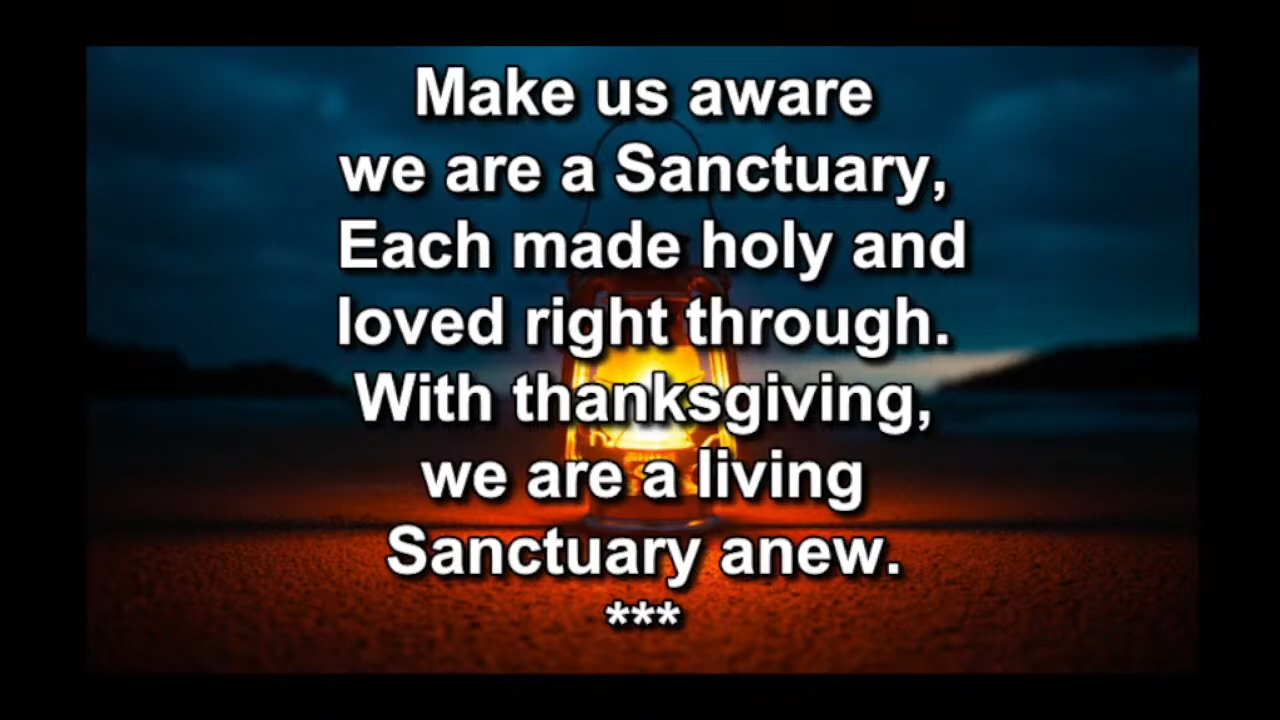 Make us aware
we are a Sanctuary,
Each made holy and
loved right through.
With thanksgiving,
we are a living
Sanctuary anew.
***